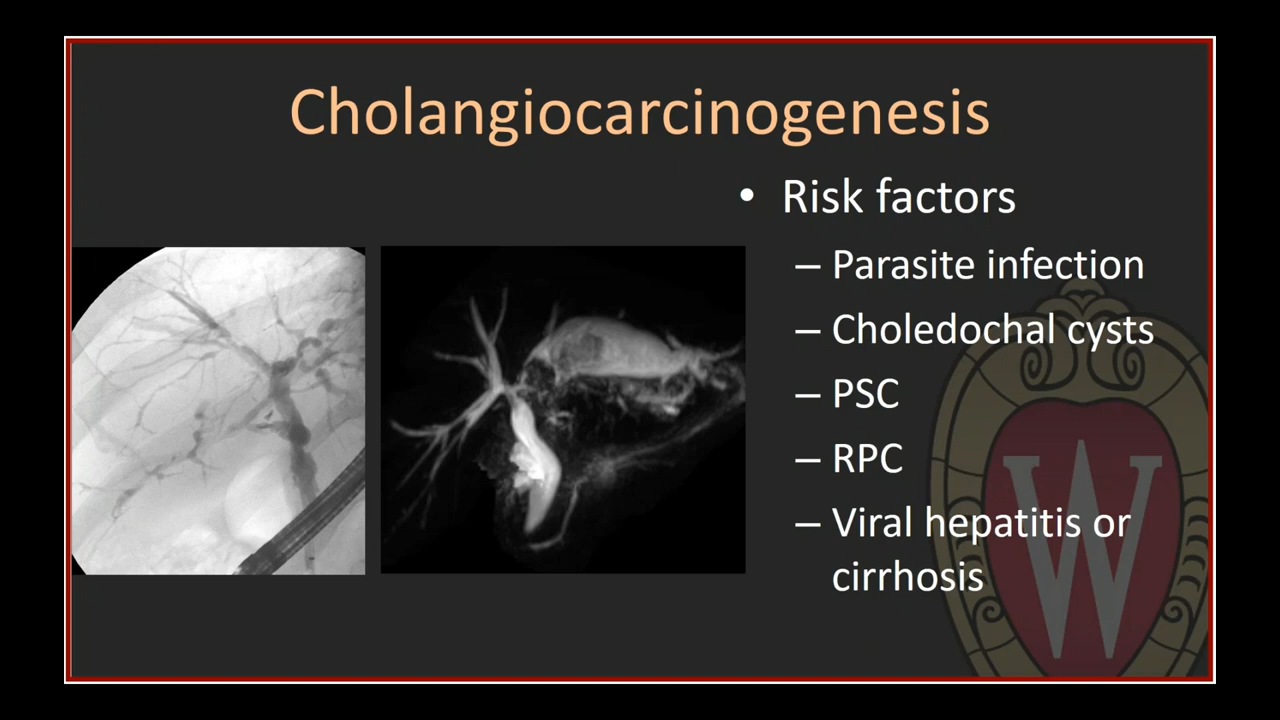 Cholangiocarcinogenesis
• Risk factors
– Parasite infection
– Choledochal cysts
– PSC
– RPC
– Viral hepatitis or
cirrhosis
W